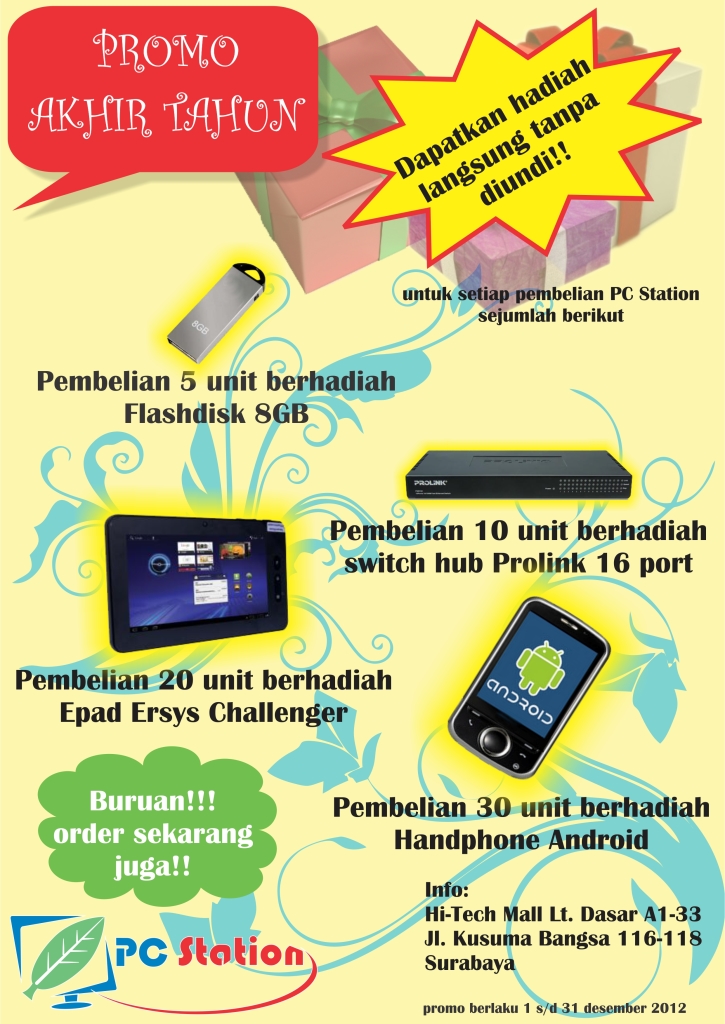 PROMO
AKHIR TAHUN
Dapatkan hadiah
langsung tanpa
diundi!!
untuk setiap pembelian PC Station
sejumlah berikut
8GB
Pembelian 5 unit berhadiah
Flashdisk 8GB
PROLINK
Pembelian 10 unit berhadiah
switch hub Prolink 16 port
Pembelian 20 unit berhadiah
Epad Ersys Challenger
ANDROID
Pembelian 30 unit berhadiah
Handphone Android
Buruan!!!
order sekarang
juga!!
Info:
Hi-Tech Mall Lt. Dasar A1-33
Jl. Kusuma Bangsa 116-118
Surabaya
PC Station
promo berlaku 1 s/d 31 desember 2012